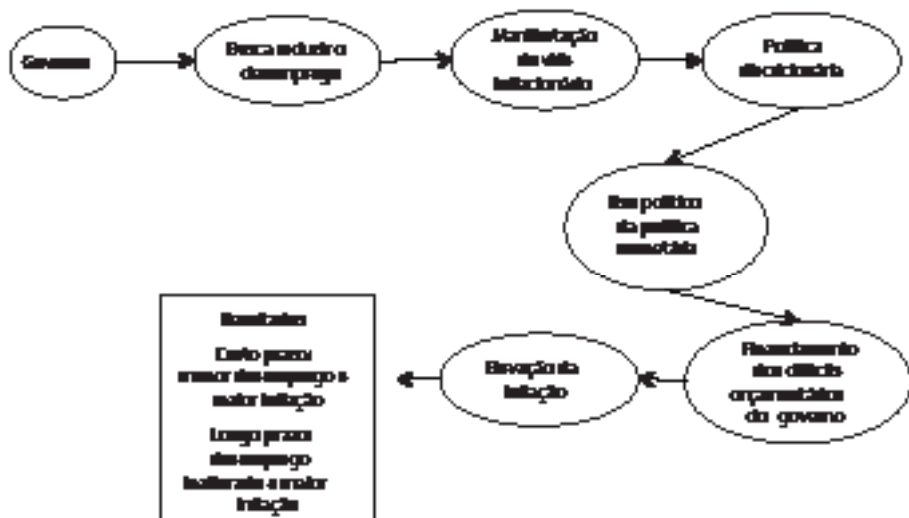 Governo
Busca reduzir o
desemprego
Manifestação
do viés
inflacionário
Política
discricionária
Uso político
da política
monetária
Financiamento
dos déficits
orçamentários
do governo
Elevação da
inflação
Resultados
Curto prazo:
menor desemprego e
maior inflação
Longo prazo:
desemprego
inalterado e maior
inflação